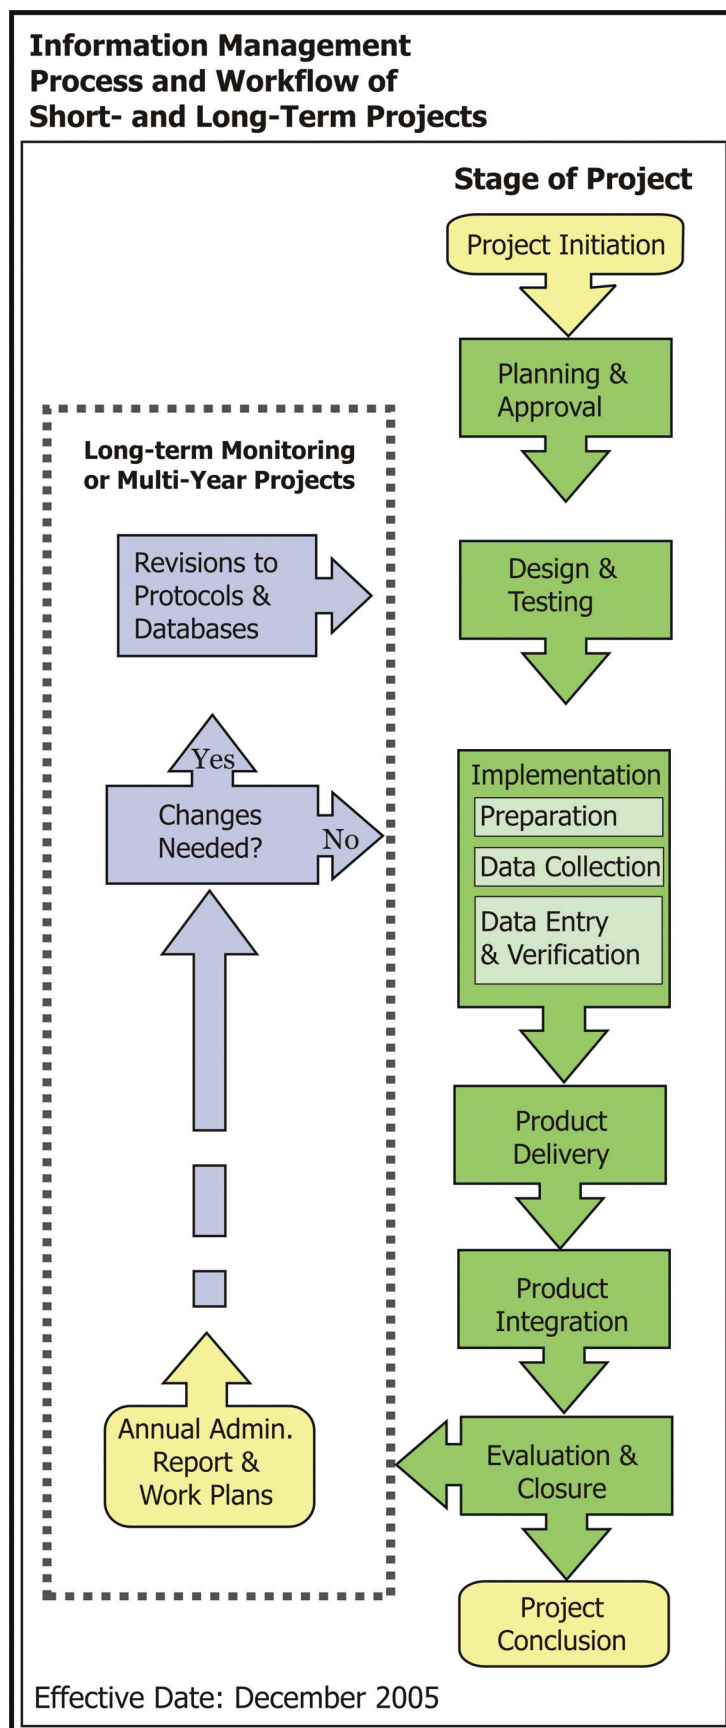 Information Management
Process and Workflow of
Short- and Long-Term Projects
Stage of Project
Project Initiation
Planning &
Approval
Long-term Monitoring
or Multi-Year Projects
Revisions to
Protocols &
Databases
Design &
Testing
Yes
Changes
Needed?
No
Implementation
Preparation
Data Collection
Data Entry
& Verification
Product
Delivery
Product
Integration
Annual Admin.
Report &
Work Plans
Evaluation &
Closure
Project
Conclusion
Effective Date: December 2005